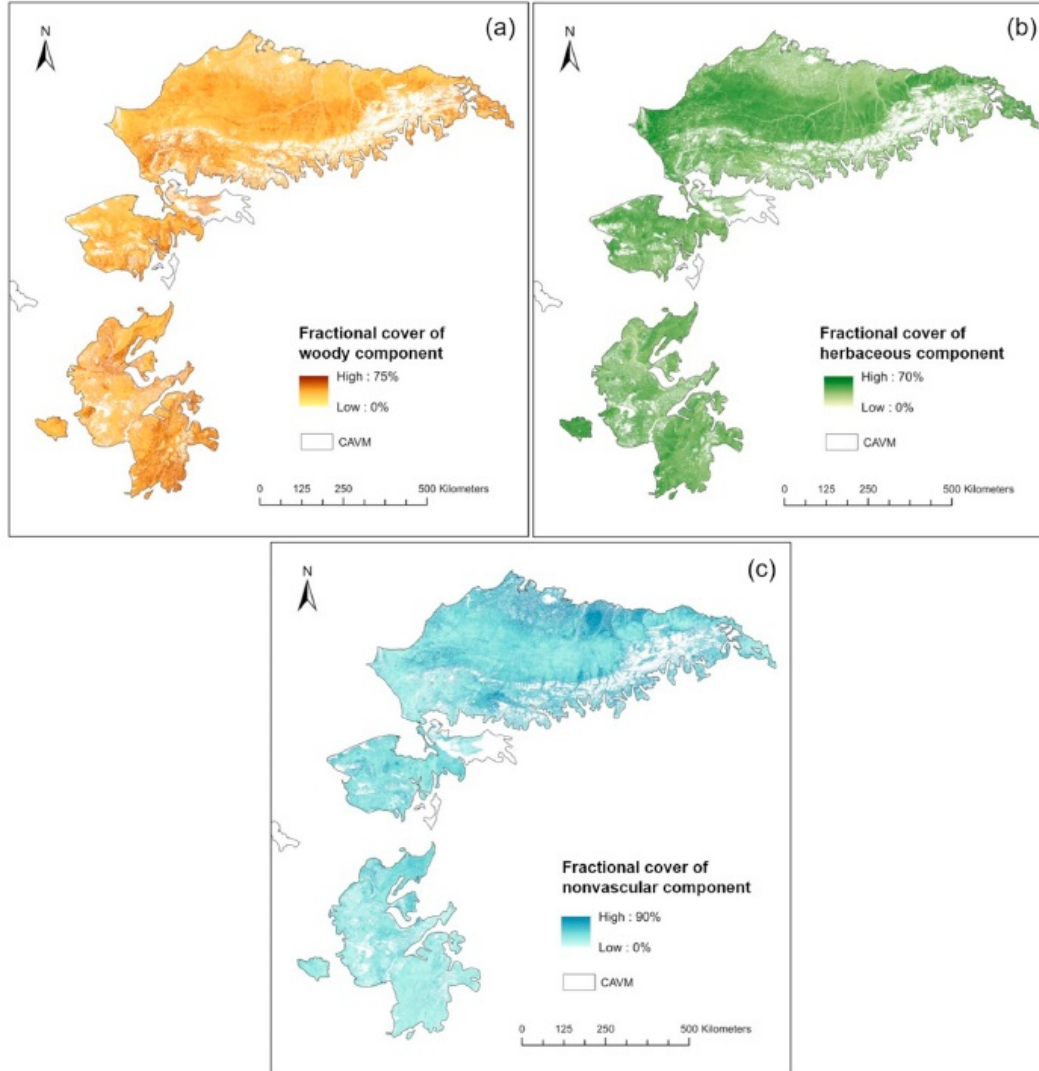 N
(a)
Fractional cover of
woody component
High : 75%
Low : 0%
CAVM
0 125 250 500 Kilometers
N
(b)
Fractional cover of
herbaceous component
High : 70%
Low : 0%
CAVM
0 125 250 500 Kilometers
N
(c)
Fractional cover of
nonvascular component
High : 90%
Low : 0%
CAVM
0 125 250 500 Kilometers